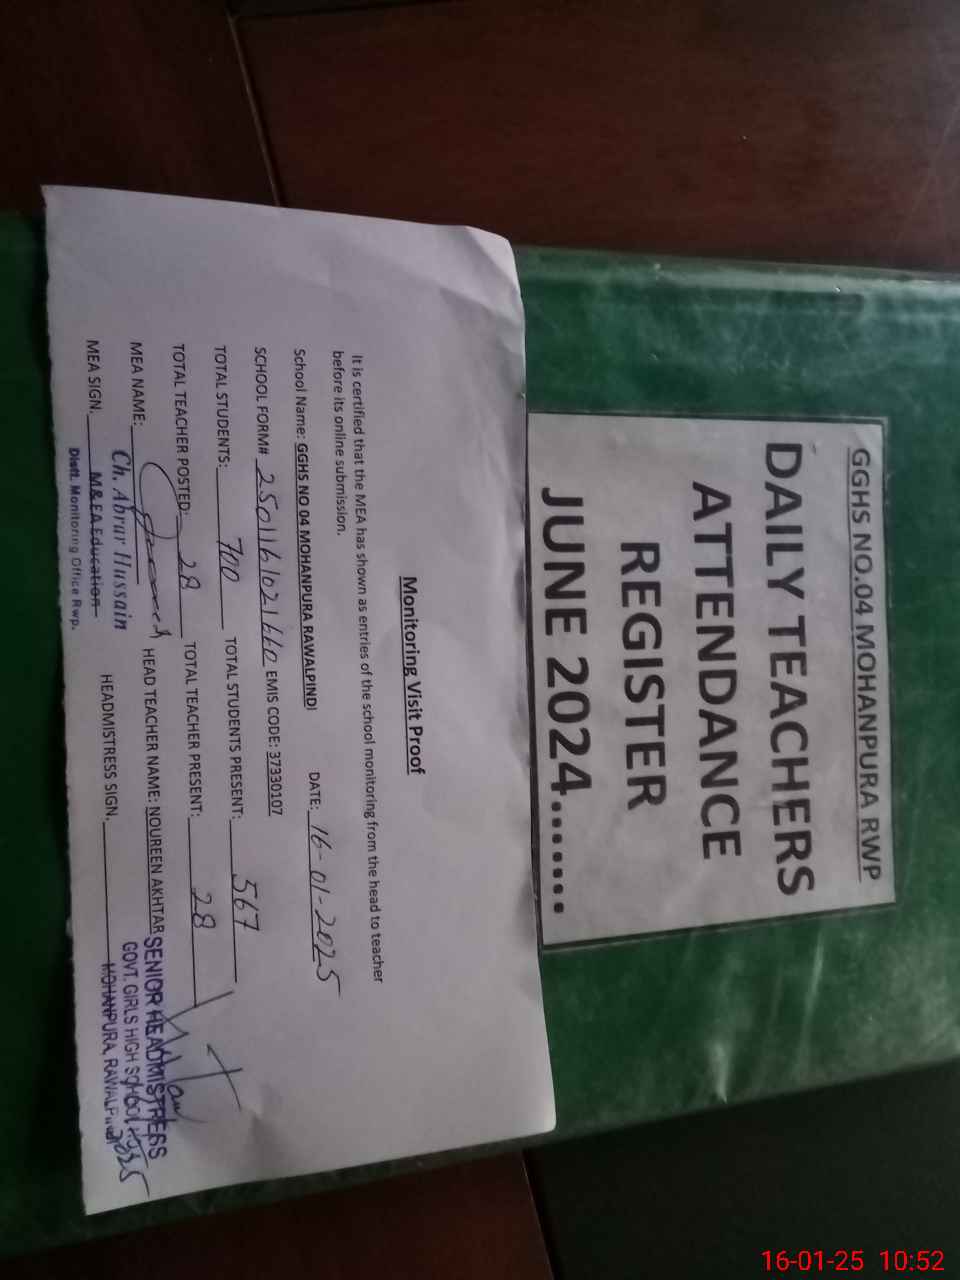 GGHS NO.04 MOHANPURA RWP
DAILY TEACHERS
ATTENDANCE
REGISTER
JUNE 2024.......
Monitoring Visit Proof
It is certified that the MEA has shown as entries of the school monitoring from the head to teacher
before its online submission.
School Name: GGHS NO 04 MOHANPURA RAWALPINDI DATE: 16-01-2025
SCHOOL FORM# 2501161021660 EMIS CODE: 37330107
TOTAL STUDENTS: 700 TOTAL STUDENTS PRESENT: 567
TOTAL TEACHER POSTED: 28 TOTAL TEACHER PRESENT: 28
MEA NAME: HEAD TEACHER NAME: NOUREEN AKHTAR
Ch. Abrar Hussain
MEA SIGN. M&EA Education HEADMISTRESS SIGN.
Distt. Monitoring Office Rwp.
SENIOR HEADMISTRESS
GOVT. GIRLS HIGH SCHOOL
MOHANPURA, RAWALPINDI
16-01-25 10:52